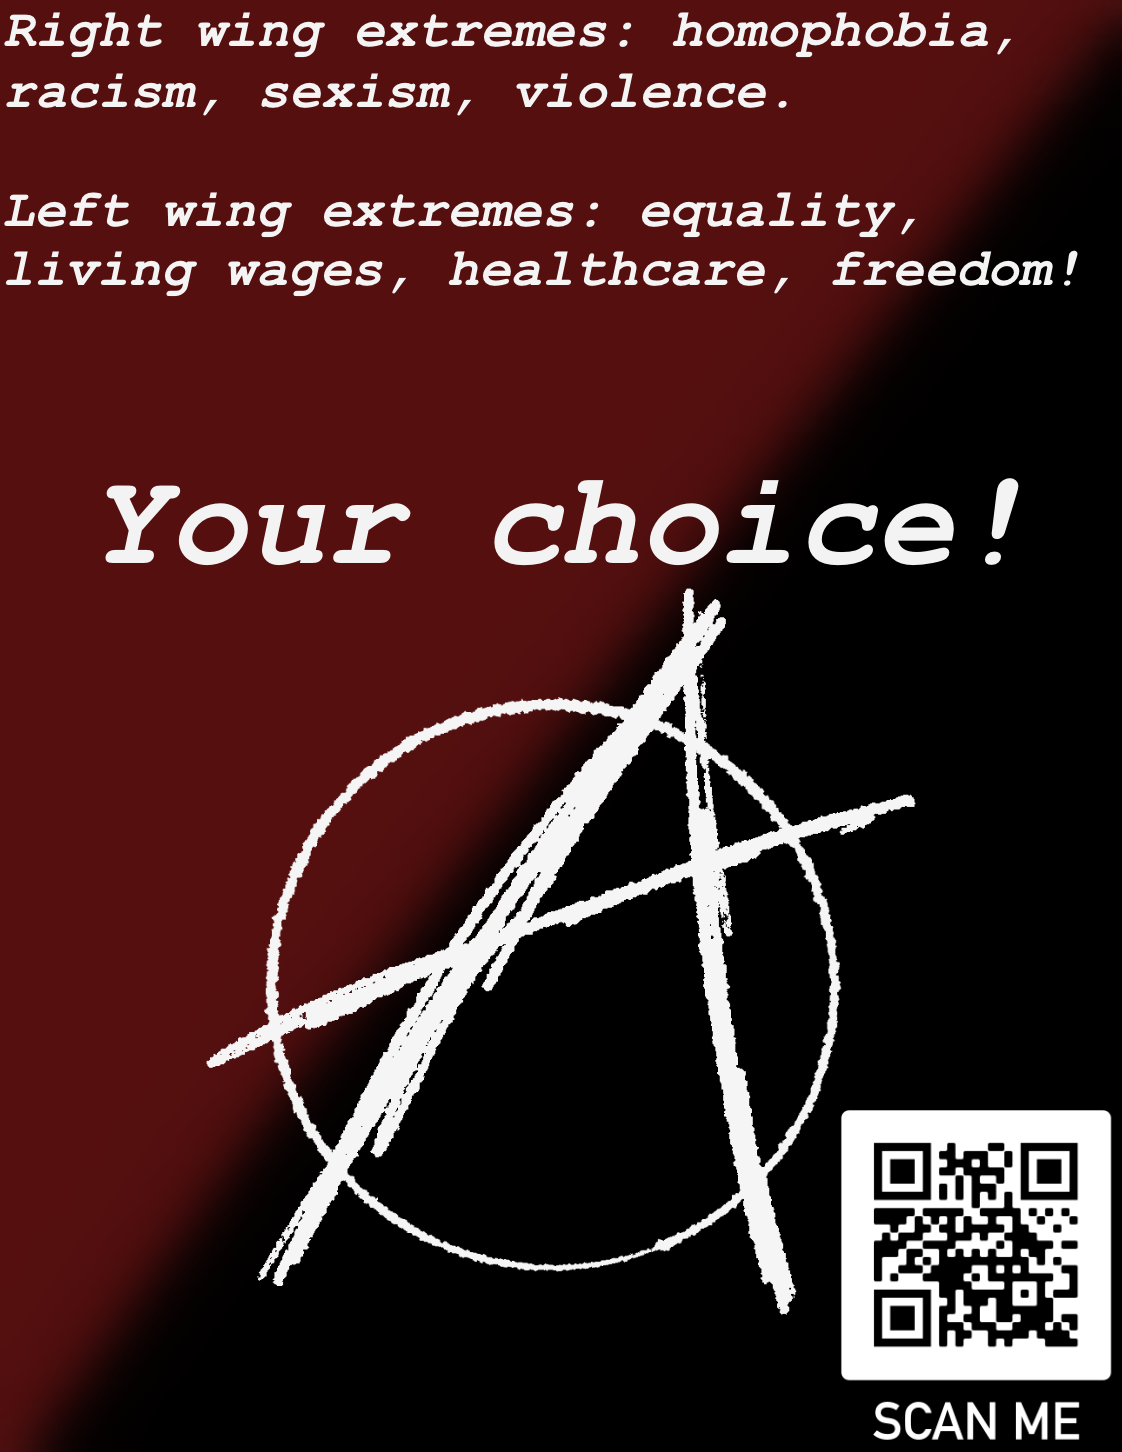 Right wing extremes: homophobia,
racism, sexism, violence.
Left wing extremes: equality,
living wages, healthcare, freedom!
Your choice!
A
SCAN ME